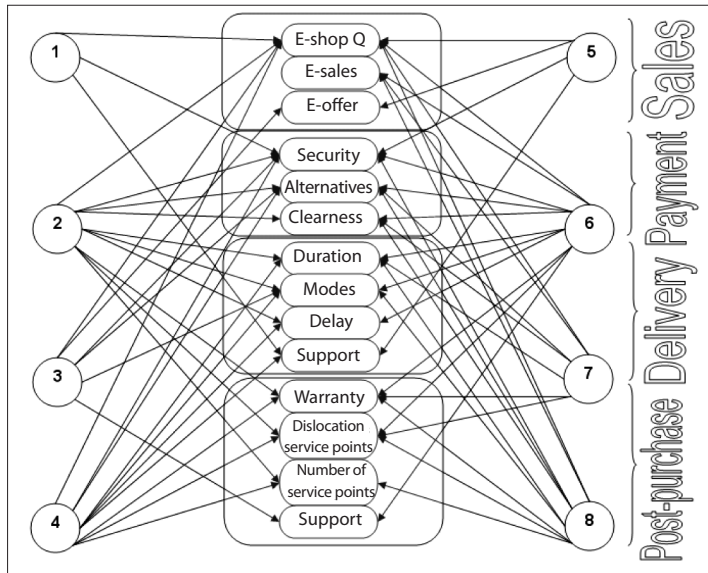 1
E-shop Q
5
E-sales
E-offer
Sales
Security
2
Alternatives
6
Clearness
Payment
Duration
Modes
Delay
Support
Delivery
3
7
Warranty
Dislocation
service points
Number of
service points
4
Support
8
Post-purchase